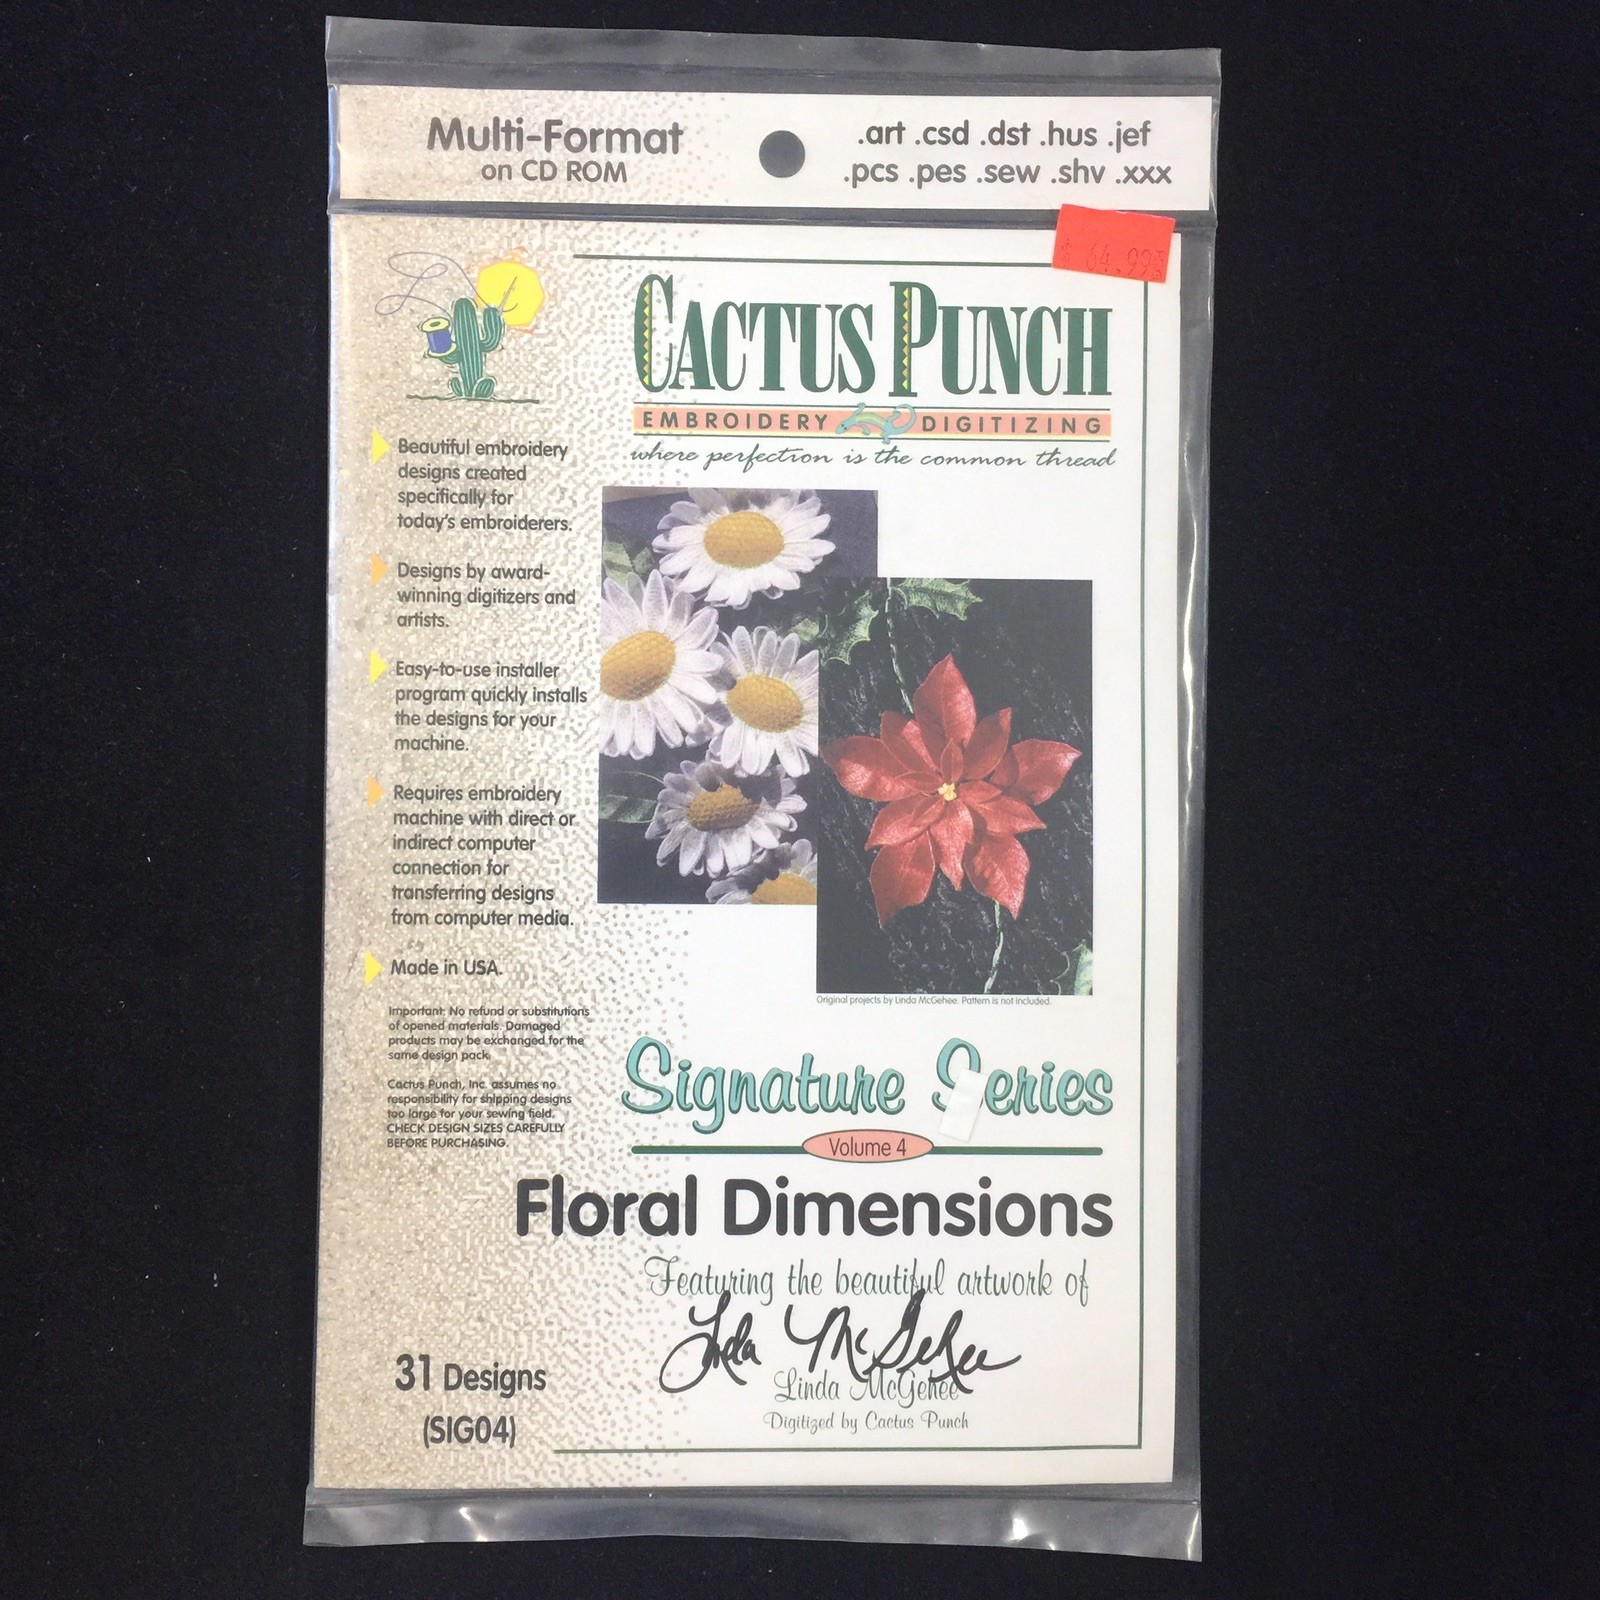 Multi-Format
on CD ROM
.art .csd .dst .hus .jef
.pcs .pes .sew .shv .xxx
$ 64.99
CACTUS PUNCH
EMBROIDERY DIGITIZING
where perfection is the common thread
Beautiful embroidery
designs created
specifically for
today's embroiderers.
Designs by award-
winning digitizers and
artists.
Easy-to-use installer
program quickly installs
the designs for your
machine.
Requires embroidery
machine with direct or
indirect computer
connection for
transferring designs
from computer media.
Made in USA.
Important: No refund or substitutions
of opened materials. Damaged
products may be exchanged for the
same design pack.
Cactus Punch, Inc. assumes no
responsibility for shipping designs
too large for your sewing field.
CHECK DESIGN SIZES CAREFULLY
BEFORE PURCHASING.
Original projects by Linda McGehee. Pattern is not included.
Signature Series
Volume 4
Floral Dimensions
Featuring the beautiful artwork of
Linda McGehee
Linda McGehee
Digitized by Cactus Punch
31 Designs
(SIG04)